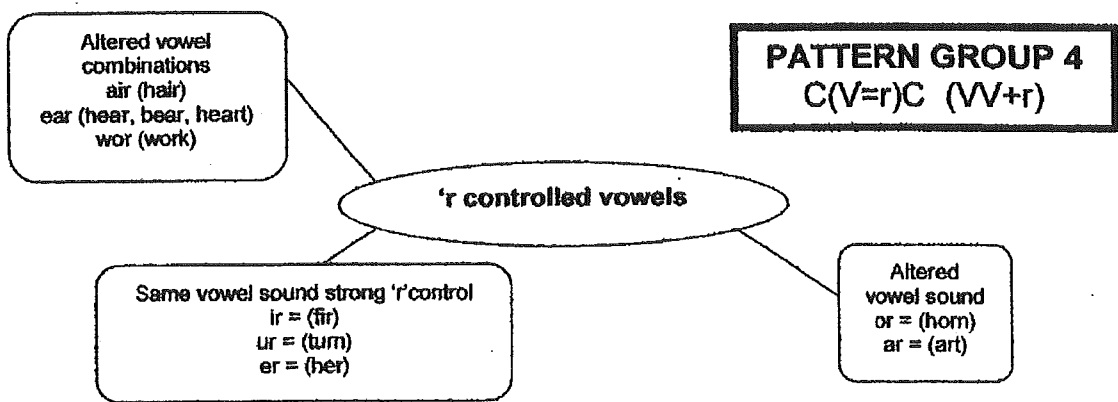 Altered vowel
combinations
air (hair)
ear (hear, bear, heart)
wor (work)
PATTERN GROUP 4
C(V=r)C (VV+r)
'r controlled vowels
Same vowel sound strong 'r'control
ir = (fir)
ur = (turn)
er = (her)
Altered
vowel sound
or = (horn)
ar = (art)